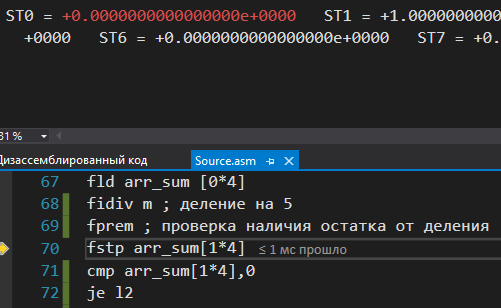 ST0 = +0.0000000000000000e+0000 ST1 = +1.0000000000
+0000 ST6 = +0.0000000000000000e+0000 ST7 = +0.
31 %
Дизассемблированный код Source.asm
67 fld arr_sum [0*4]
68 fidiv m ; деление на 5
69 fprem ; проверка наличия остатка от деления
70 fstp arr_sum[1*4] ≤ 1 мс прошло
71 cmp arr_sum[1*4],0
72 je l2